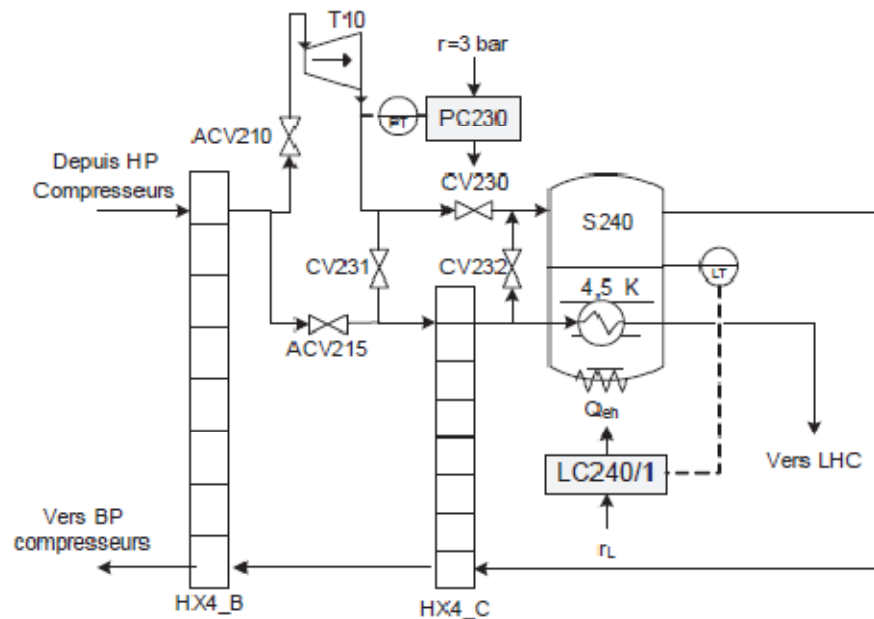 T10
r=3 bar
PT
PC230
ACV210
Depuis HP
Compresseurs
CV230
S240
CV231
CV232
LT
4,5 K
ACV215
Qeh
LC240/1
Vers LHC
Vers BP
compresseurs
rL
HX4_B
HX4_C